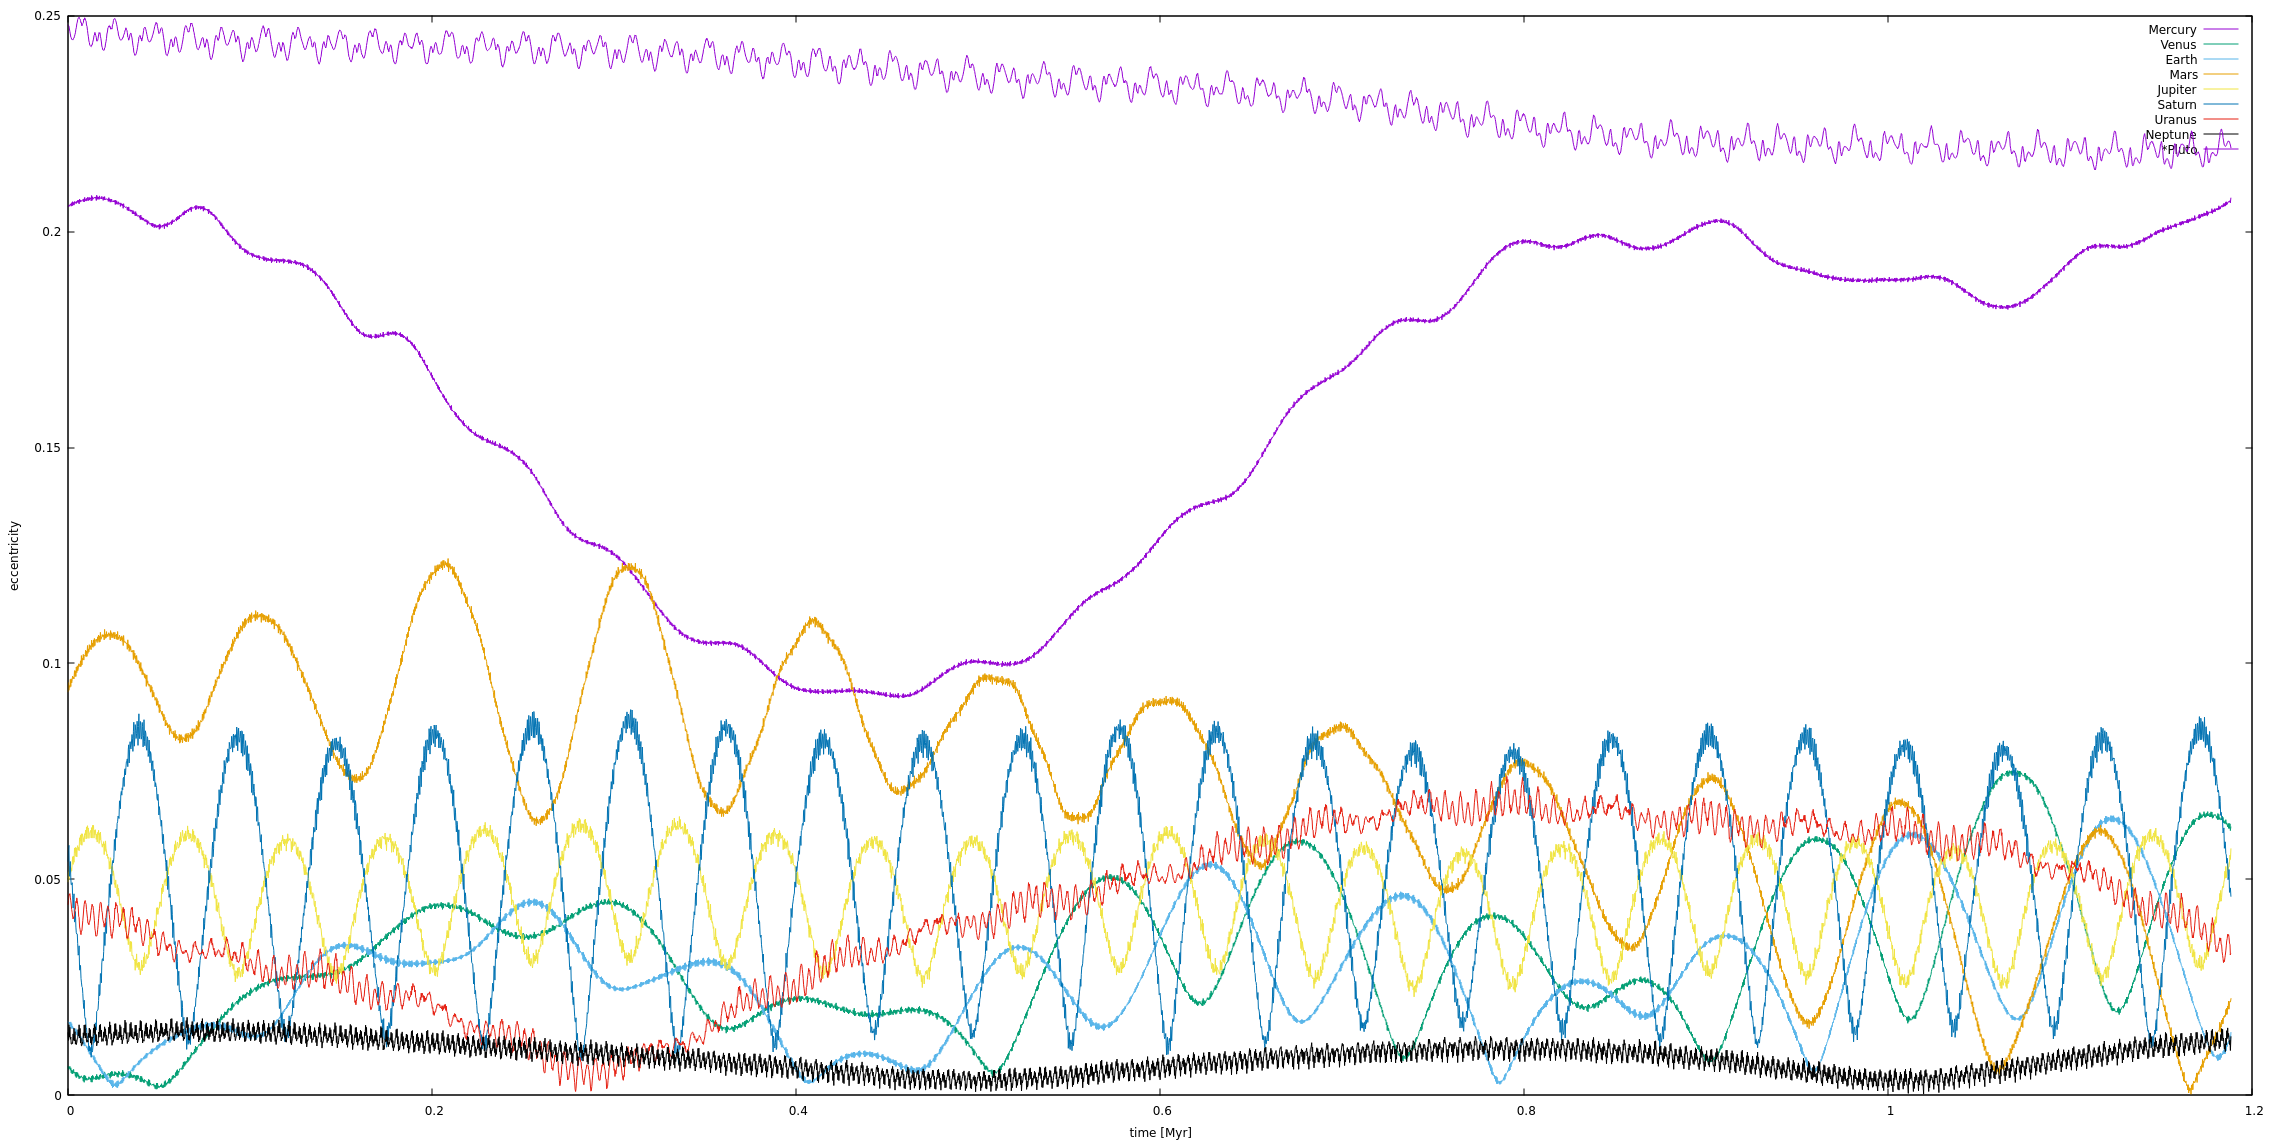 0.25
0.2
0.15
0.1
0.05
0
eccentricity
Mercury
Venus
Earth
Mars
Jupiter
Saturn
Uranus
Neptune
*Pluto
0 0.2 0.4 0.6 0.8 1 1.2
time [Myr]